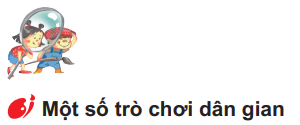 Một số trò chơi dân gian